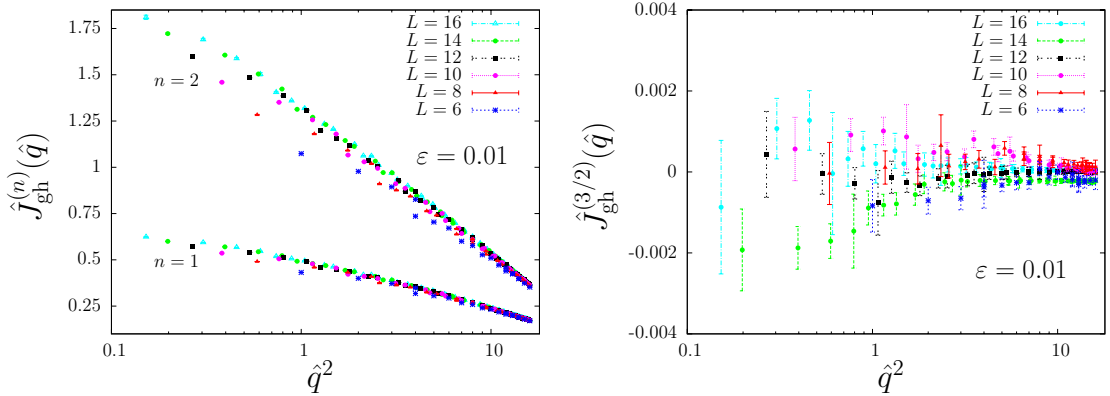 1.75
1.5
1.25
1
0.75
0.5
0.25
0.1
1
10
Ĵ_gh^(n)(q̂)
q̂²
n = 2
n = 1
L = 16
L = 14
L = 12
L = 10
L = 8
L = 6
ε = 0.01
0.004
0.002
0
-0.002
-0.004
0.1
1
10
Ĵ_gh^(3/2)(q̂)
q̂²
L = 16
L = 14
L = 12
L = 10
L = 8
L = 6
ε = 0.01